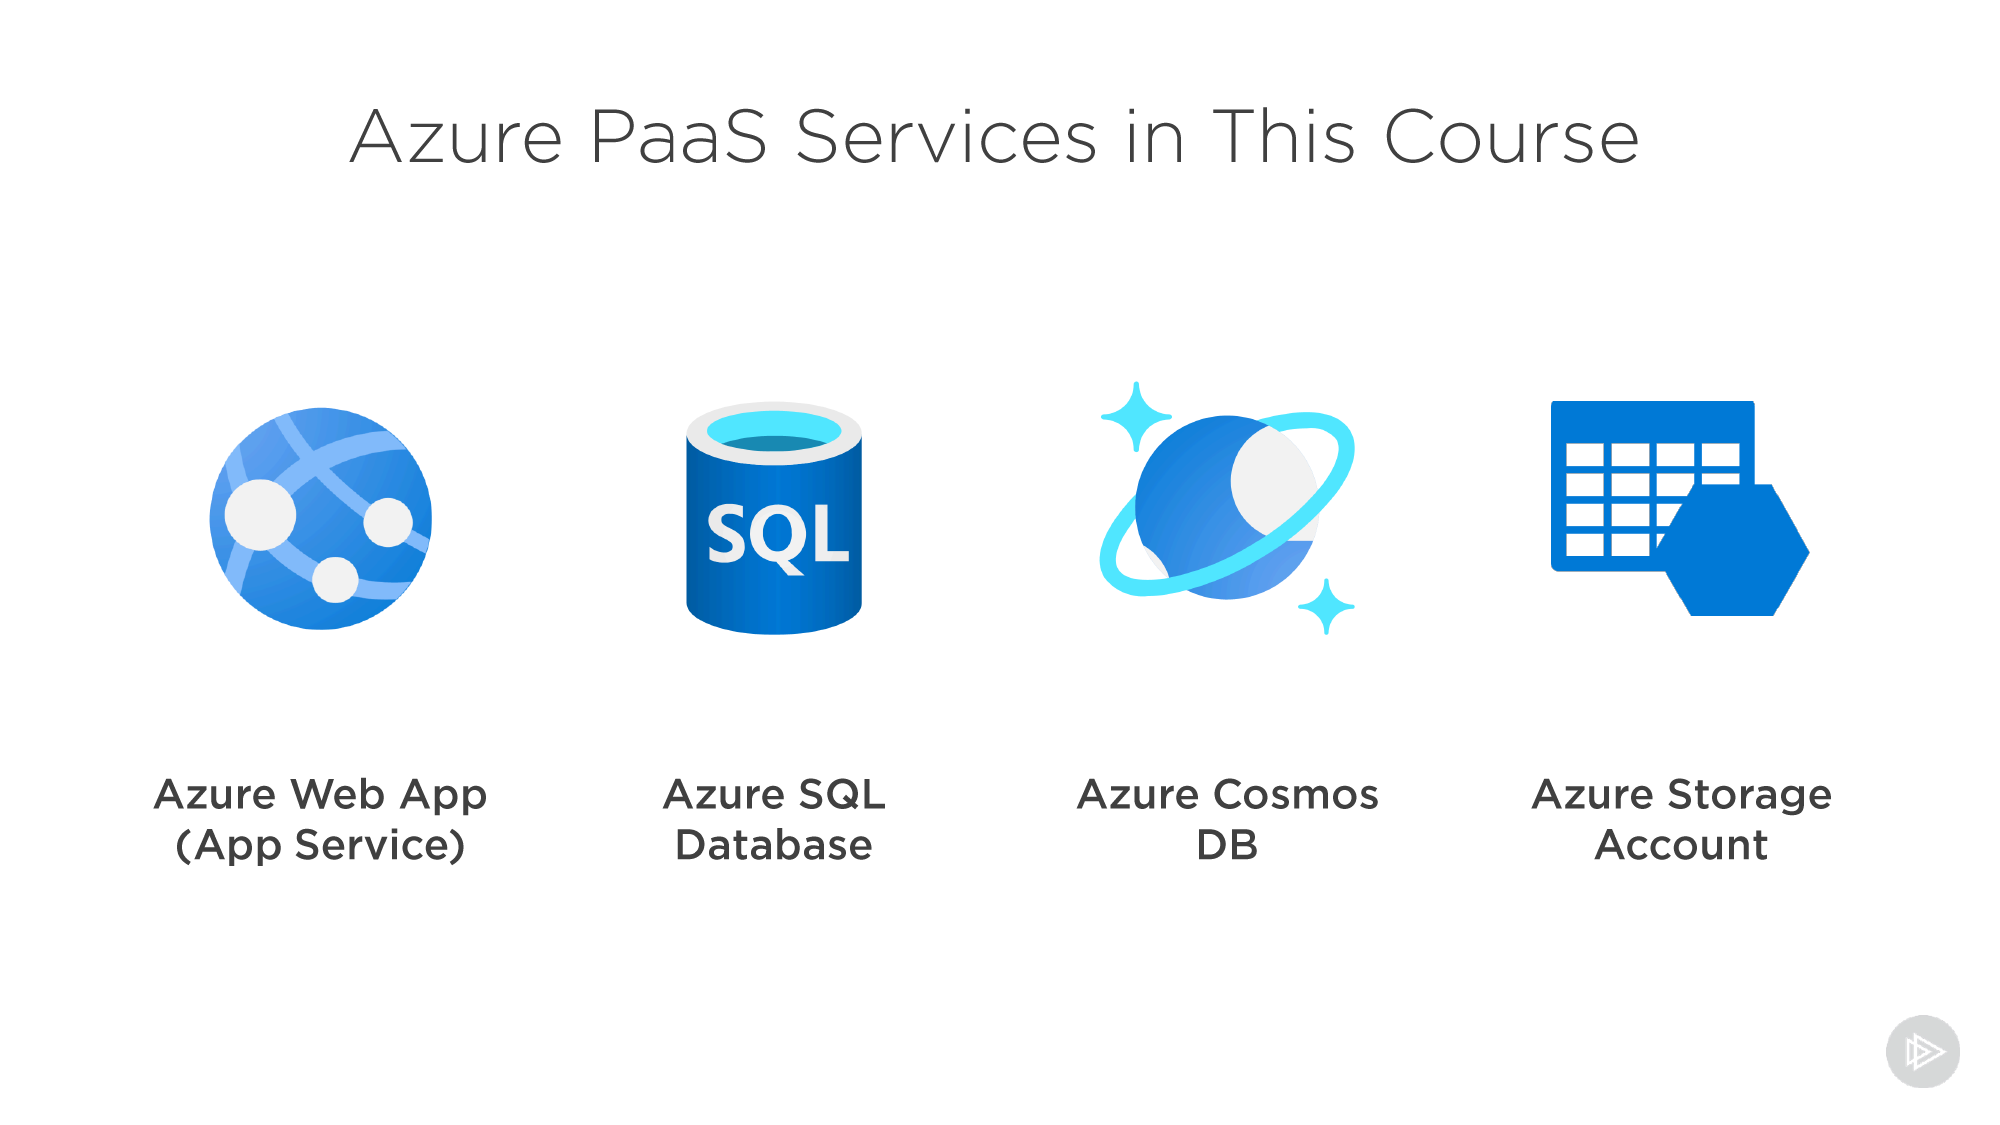 Azure PaaS Services in This Course
SQL
Azure Web App
(App Service)
Azure SQL
Database
Azure Cosmos
DB
Azure Storage
Account